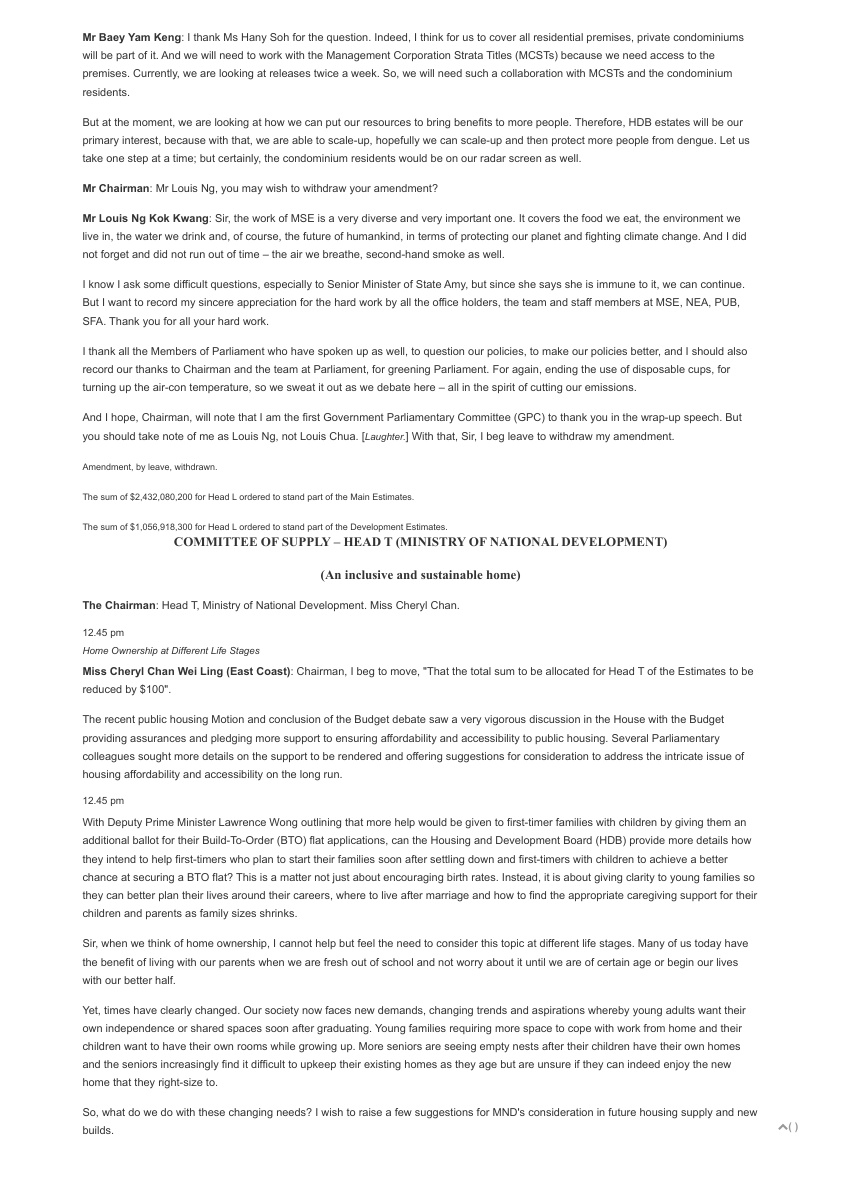 Mr Baey Yam Keng: I thank Ms Hany Soh for the question. Indeed, I think for us to cover all residential premises, private condominiums
will be part of it. And we will need to work with the Management Corporation Strata Titles (MCSTs) because we need access to the
premises. Currently, we are looking at releases twice a week. So, we will need such a collaboration with MCSTs and the condominium
residents.
But at the moment, we are looking at how we can put our resources to bring benefits to more people. Therefore, HDB estates will be our
primary interest, because with that, we are able to scale-up, hopefully we can scale-up and then protect more people from dengue. Let us
take one step at a time; but certainly, the condominium residents would be on our radar screen as well.
Mr Chairman: Mr Louis Ng, you may wish to withdraw your amendment?
Mr Louis Ng Kok Kwang: Sir, the work of MSE is a very diverse and very important one. It covers the food we eat, the environment we
live in, the water we drink and, of course, the future of humankind, in terms of protecting our planet and fighting climate change. And I did
not forget and did not run out of time – the air we breathe, second-hand smoke as well.
I know I ask some difficult questions, especially to Senior Minister of State Amy, but since she says she is immune to it, we can continue.
But I want to record my sincere appreciation for the hard work by all the office holders, the team and staff members at MSE, NEA, PUB,
SFA. Thank you for all your hard work.
I thank all the Members of Parliament who have spoken up as well, to question our policies, to make our policies better, and I should also
record our thanks to Chairman and the team at Parliament, for greening Parliament. For again, ending the use of disposable cups, for
turning up the air-con temperature, so we sweat it out as we debate here – all in the spirit of cutting our emissions.
And I hope, Chairman, will note that I am the first Government Parliamentary Committee (GPC) to thank you in the wrap-up speech. But
you should take note of me as Louis Ng, not Louis Chua. [Laughter.] With that, Sir, I beg leave to withdraw my amendment.
Amendment, by leave, withdrawn.
The sum of $2,432,080,200 for Head L ordered to stand part of the Main Estimates.
The sum of $1,056,918,300 for Head L ordered to stand part of the Development Estimates.
COMMITTEE OF SUPPLY – HEAD T (MINISTRY OF NATIONAL DEVELOPMENT)
(An inclusive and sustainable home)
The Chairman: Head T, Ministry of National Development. Miss Cheryl Chan.
12.45 pm
Home Ownership at Different Life Stages
Miss Cheryl Chan Wei Ling (East Coast): Chairman, I beg to move, "That the total sum to be allocated for Head T of the Estimates to be
reduced by $100".
The recent public housing Motion and conclusion of the Budget debate saw a very vigorous discussion in the House with the Budget
providing assurances and pledging more support to ensuring affordability and accessibility to public housing. Several Parliamentary
colleagues sought more details on the support to be rendered and offering suggestions for consideration to address the intricate issue of
housing affordability and accessibility on the long run.
12.45 pm
With Deputy Prime Minister Lawrence Wong outlining that more help would be given to first-timer families with children by giving them an
additional ballot for their Build-To-Order (BTO) flat applications, can the Housing and Development Board (HDB) provide more details how
they intend to help first-timers who plan to start their families soon after settling down and first-timers with children to achieve a better
chance at securing a BTO flat? This is a matter not just about encouraging birth rates. Instead, it is about giving clarity to young families so
they can better plan their lives around their careers, where to live after marriage and how to find the appropriate caregiving support for their
children and parents as family sizes shrinks.
Sir, when we think of home ownership, I cannot help but feel the need to consider this topic at different life stages. Many of us today have
the benefit of living with our parents when we are fresh out of school and not worry about it until we are of certain age or begin our lives
with our better half.
Yet, times have clearly changed. Our society now faces new demands, changing trends and aspirations whereby young adults want their
own independence or shared spaces soon after graduating. Young families requiring more space to cope with work from home and their
children want to have their own rooms while growing up. More seniors are seeing empty nests after their children have their own homes
and the seniors increasingly find it difficult to upkeep their existing homes as they age but are unsure if they can indeed enjoy the new
home that they right-size to.
So, what do we do with these changing needs? I wish to raise a few suggestions for MND's consideration in future housing supply and new
builds.
( )